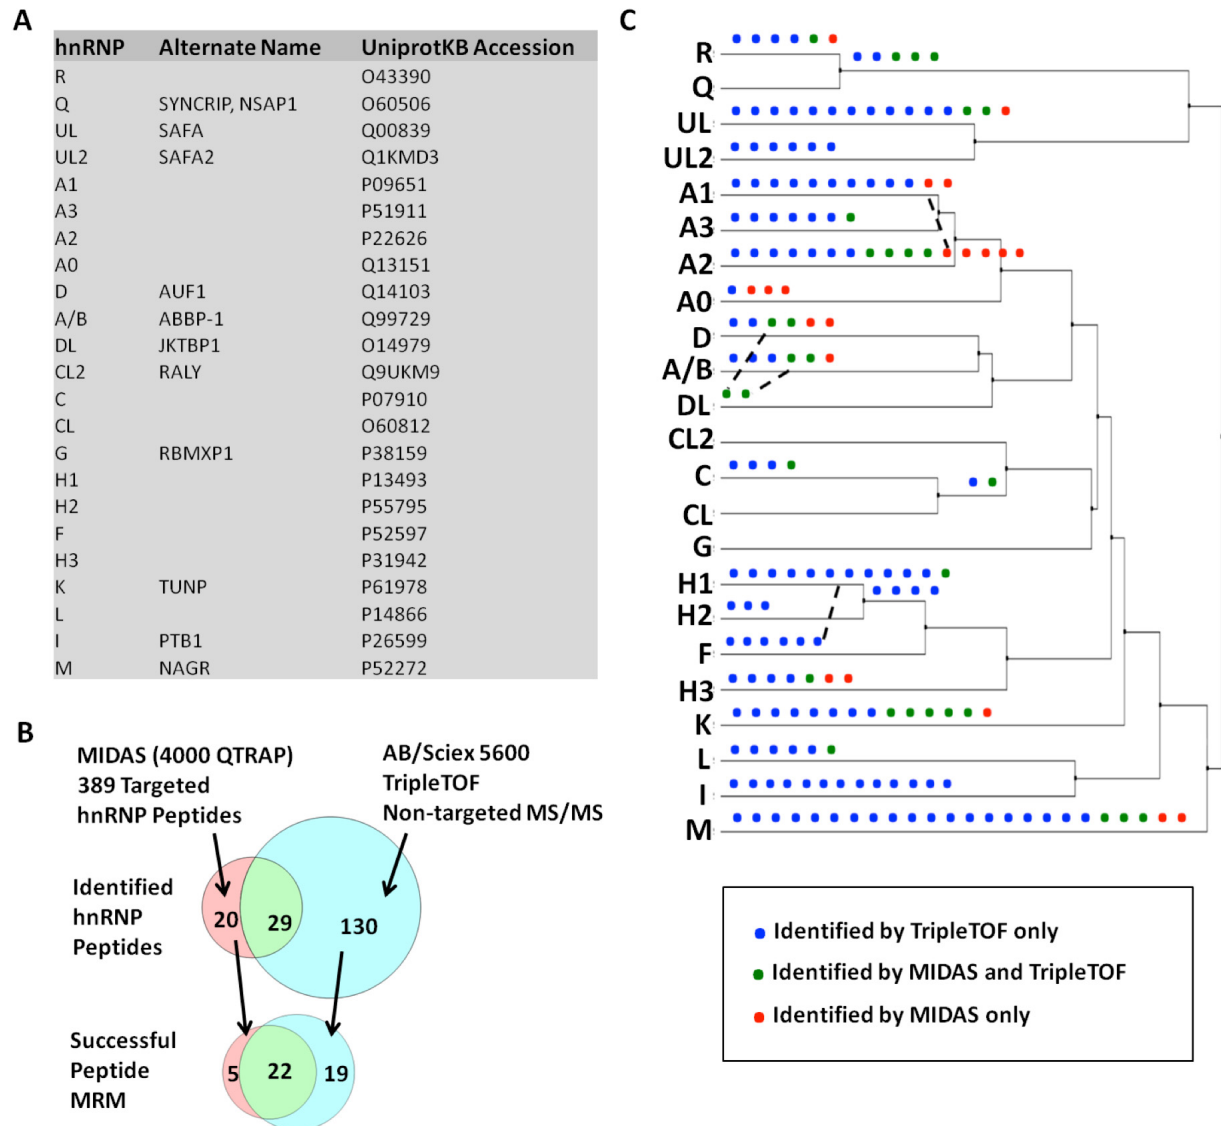 A
hnRNP Alternate Name UniprotKB Accession
R O43390
Q SYNCRIP, NSAP1 O60506
UL SAFA Q00839
UL2 SAFA2 Q1KMD3
A1 P09651
A3 P51911
A2 P22626
A0 Q13151
D AUF1 Q14103
A/B ABBP-1 Q99729
DL JKTBP1 O14979
CL2 RALY Q9UKM9
C P07910
CL O60812
G RBMXP1 P38159
H1 P13493
H2 P55795
F P52597
H3 P31942
K TUNP P61978
L P14866
I PTB1 P26599
M NAGR P52272
B
MIDAS (4000 QTRAP)
389 Targeted
hnRNP Peptides
AB/Sciex 5600
TripleTOF
Non-targeted MS/MS
Identified
hnRNP
Peptides
20 29 130
Successful
Peptide
MRM
5 22 19
C
R
Q
UL
UL2
A1
A3
A2
A0
D
A/B
DL
CL2
C
CL
G
H1
H2
F
H3
K
L
I
M
Identified by TripleTOF only
Identified by MIDAS and TripleTOF
Identified by MIDAS only